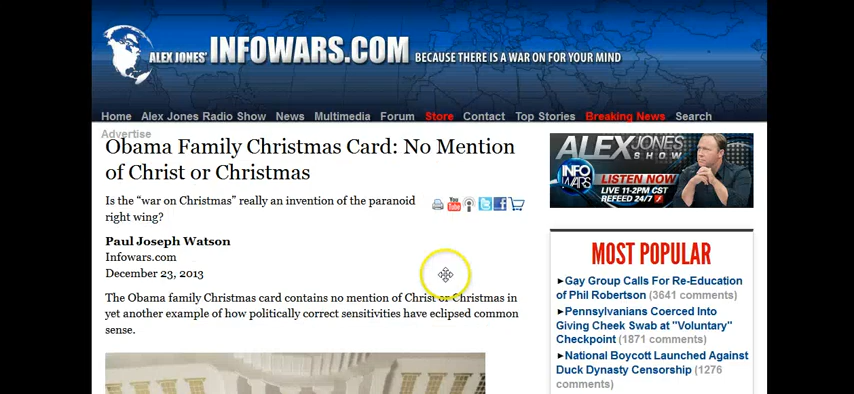 ALEX JONES' INFOWARS.COM BECAUSE THERE IS A WAR ON FOR YOUR MIND
Home Alex Jones Radio Show News Multimedia Forum Store Contact Top Stories Breaking News Search
Advertise
Obama Family Christmas Card: No Mention
of Christ or Christmas
Is the “war on Christmas” really an invention of the paranoid
right wing?
You
Tube
Paul Joseph Watson
Infowars.com
December 23, 2013
The Obama family Christmas card contains no mention of Christ or Christmas in
yet another example of how politically correct sensitivities have eclipsed common
sense.
ALEX JONES SHOW
INFO
WARS
LISTEN NOW
LIVE 11-2PM CST
REFEED 24/7
MOST POPULAR
►Gay Group Calls For Re-Education
of Phil Robertson (3641 comments)
►Pennsylvanians Coerced Into
Giving Cheek Swab at "Voluntary"
Checkpoint (1871 comments)
►National Boycott Launched Against
Duck Dynasty Censorship (1276
comments)